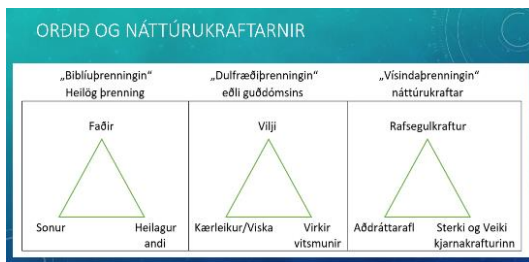 ORÐIÐ OG NÁTTÚRUKRAFTARNIR
„Biblíuþrenningin“
Heilög þrenning
Faðir
Sonur
Heilagur
andi
„Dulfræðiþrenningin“
eðli guðdómsins
Vilji
Kærleikur/Viska
Virkir
vitsmunir
„Vísindaþrenningin“
náttúrukraftar
Rafsegulkraftur
Aðdráttarafl
Sterki og Veiki
kjarnakrafturinn